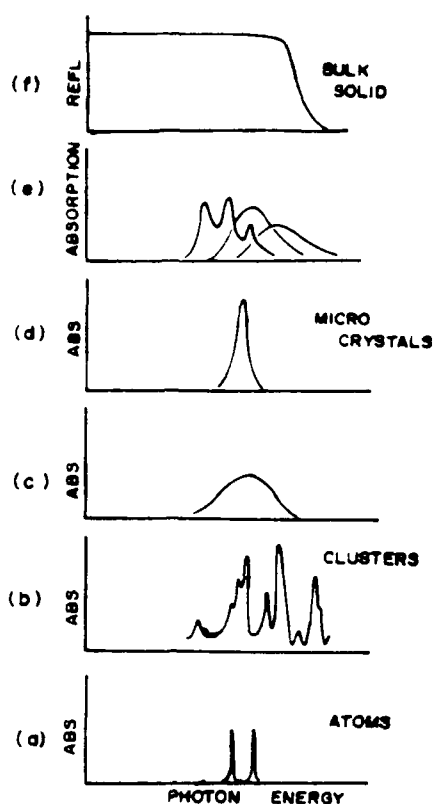 (f)
REFL
BULK
SOLID
(e)
ABSORPTION
(d)
ABS
MICRO
CRYSTALS
(c)
ABS
(b)
ABS
CLUSTERS
(a)
ABS
ATOMS
PHOTON ENERGY